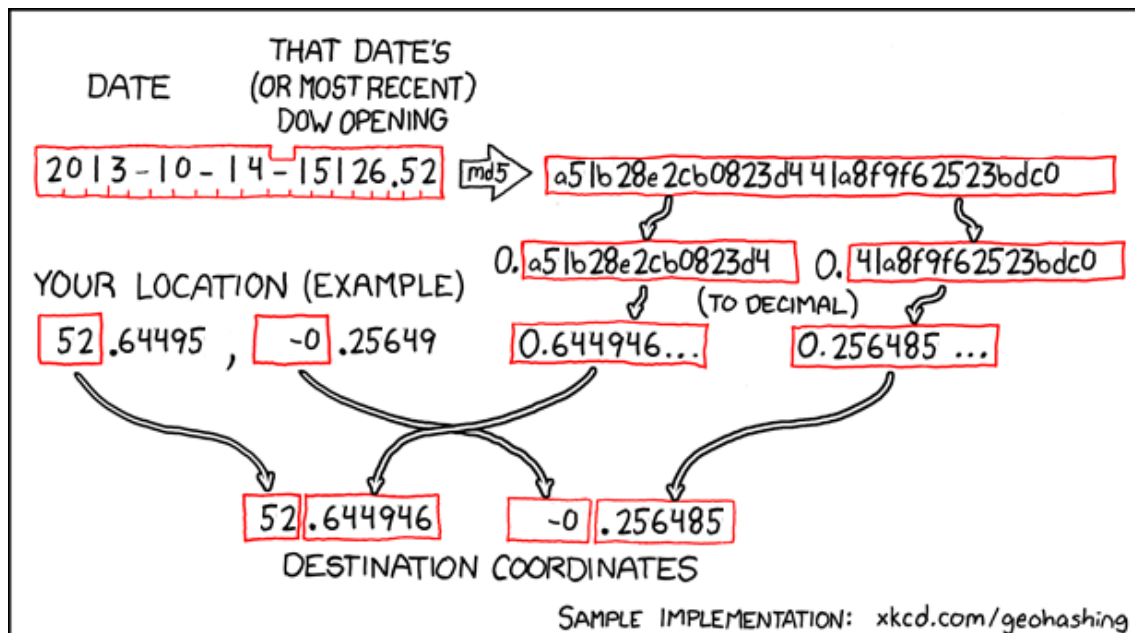 DATE
THAT DATE'S
(OR MOST RECENT)
DOW OPENING
2013-10-14-15126.52
md5
a51b28e2cb0823d441a8f9f62523bdc0
0.a51b28e2cb0823d4
0.41a8f9f62523bdc0
YOUR LOCATION (EXAMPLE)
(TO DECIMAL)
52.64495, -0.25649
0.644946...
0.256485 ...
52.644946
-0.256485
DESTINATION COORDINATES
SAMPLE IMPLEMENTATION: xkcd.com/geohashing